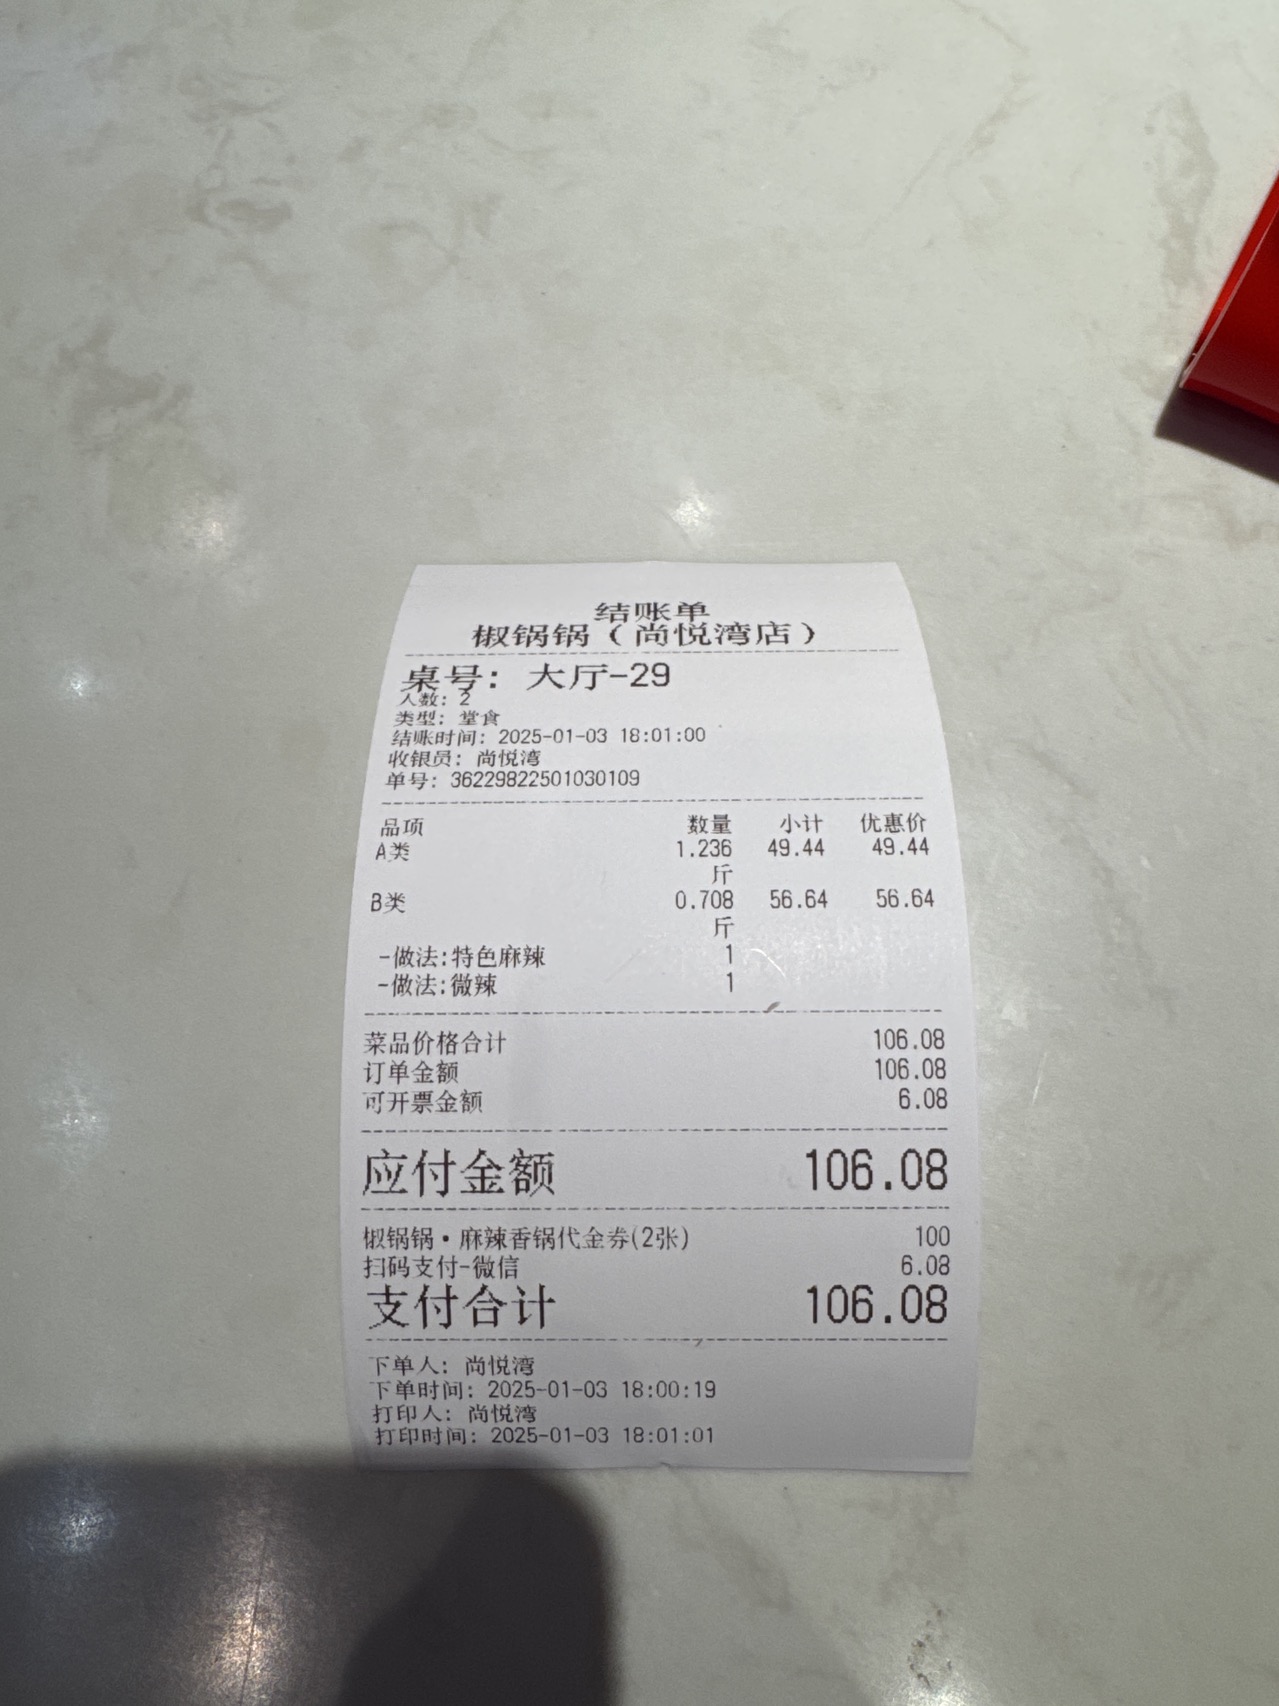 结账单
椒锅锅（尚悦湾店）
桌号：大厅-29
人数：2
类型：堂食
结账时间：2025-01-03 18:01:00
收银员：尚悦湾
单号：36229822501030109
品项 数量 小计 优惠价
A类 1.236 49.44 49.44
斤
B类 0.708 56.64 56.64
斤
-做法:特色麻辣 1
-做法:微辣 1
菜品价格合计 106.08
订单金额 106.08
可开票金额 6.08
应付金额 106.08
椒锅锅·麻辣香锅代金券(2张) 100
扫码支付-微信 6.08
支付合计 106.08
下单人：尚悦湾
下单时间：2025-01-03 18:00:19
打印人：尚悦湾
打印时间：2025-01-03 18:01:01